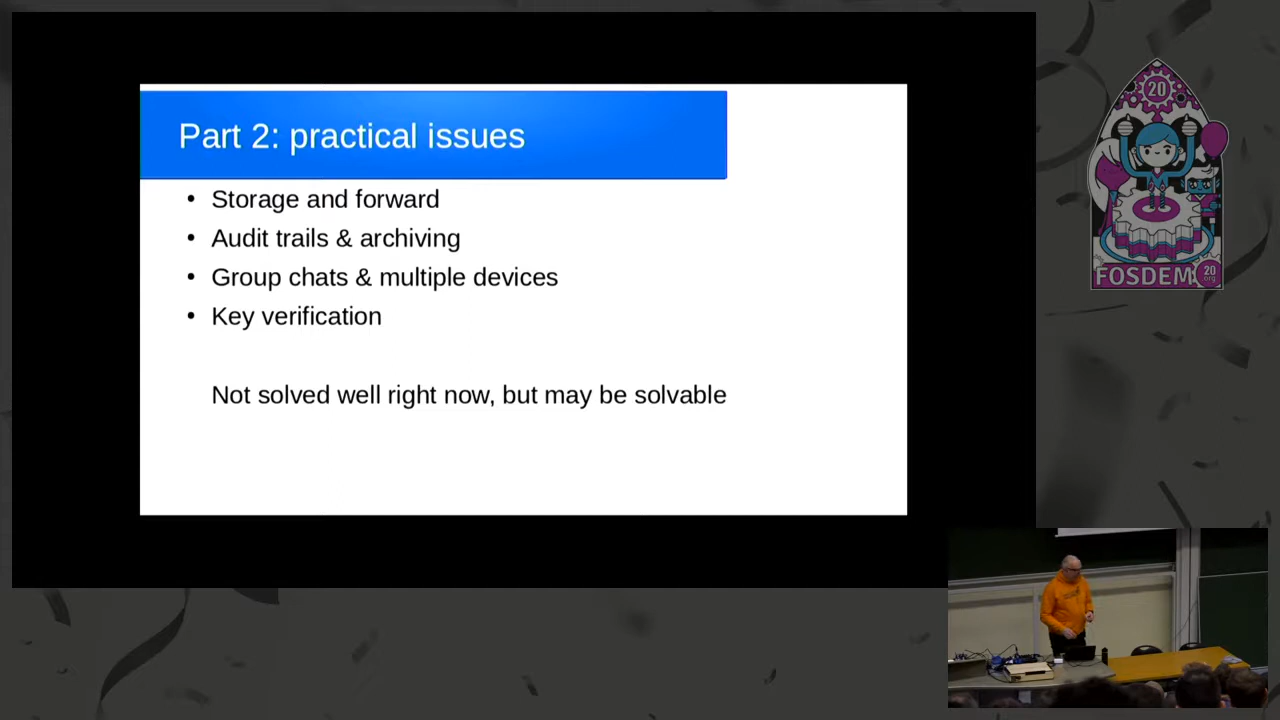 Part 2: practical issues
• Storage and forward
• Audit trails & archiving
• Group chats & multiple devices
• Key verification
Not solved well right now, but may be solvable
20
FOSDEM
20
org